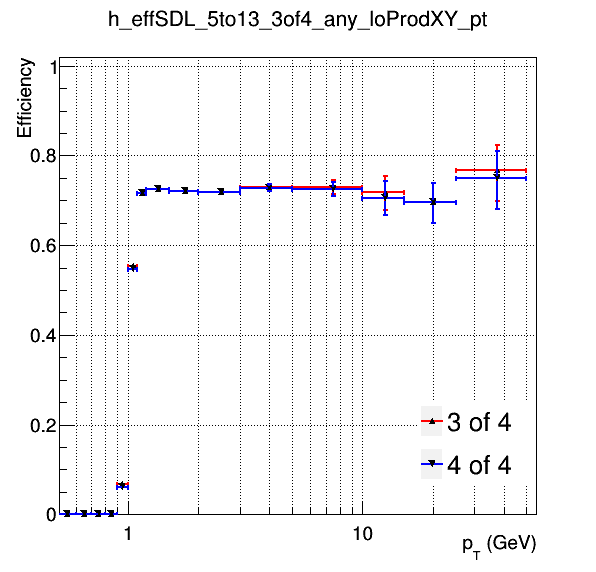 h_effSDL_5to13_3of4_any_loProdXY_pt
Efficiency
1
0.8
0.6
0.4
0.2
0
3 of 4
4 of 4
1
10
p_T (GeV)